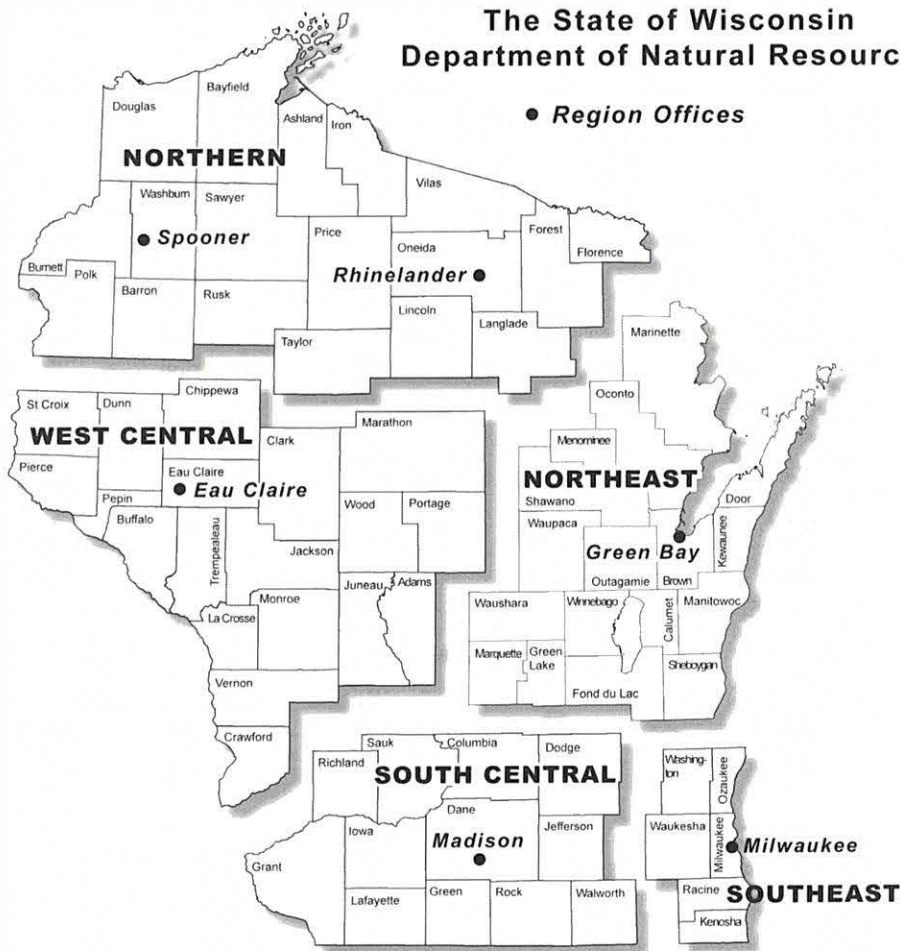 The State of Wisconsin
Department of Natural Resourc
Region Offices
Bayfield
Douglas
Ashland
Iron
NORTHERN
Vilas
Washburn
Sawyer
Forest
Price
Oneida
Spooner
Florence
Burnett
Polk
Rhinelander
Barron
Rusk
Lincoln
Langlade
Taylor
Marinette
Chippewa
Oconto
St Croix
Dunn
Marathon
WEST CENTRAL
Clark
Menominee
Pierce
Eau Claire
NORTHEAST
Eau Claire
Pepin
Wood
Portage
Shawano
Door
Buffalo
Waupaca
Kewaunee
Trempealeau
Jackson
Green Bay
Juneau
Adams
Outagamie
Brown
Monroe
Waushara
Winnebago
Calumet
Manitowoc
La Crosse
Marquette
Green
Lake
Sheboygan
Vernon
Fond du Lac
Crawford
Sauk
Columbia
Dodge
Richland
Washing-
ton
Ozaukee
SOUTH CENTRAL
Dane
Iowa
Jefferson
Waukesha
Milwaukee
Madison
Milwaukee
Grant
Lafayette
Green
Rock
Walworth
Racine
SOUTHEAST
Kenosha